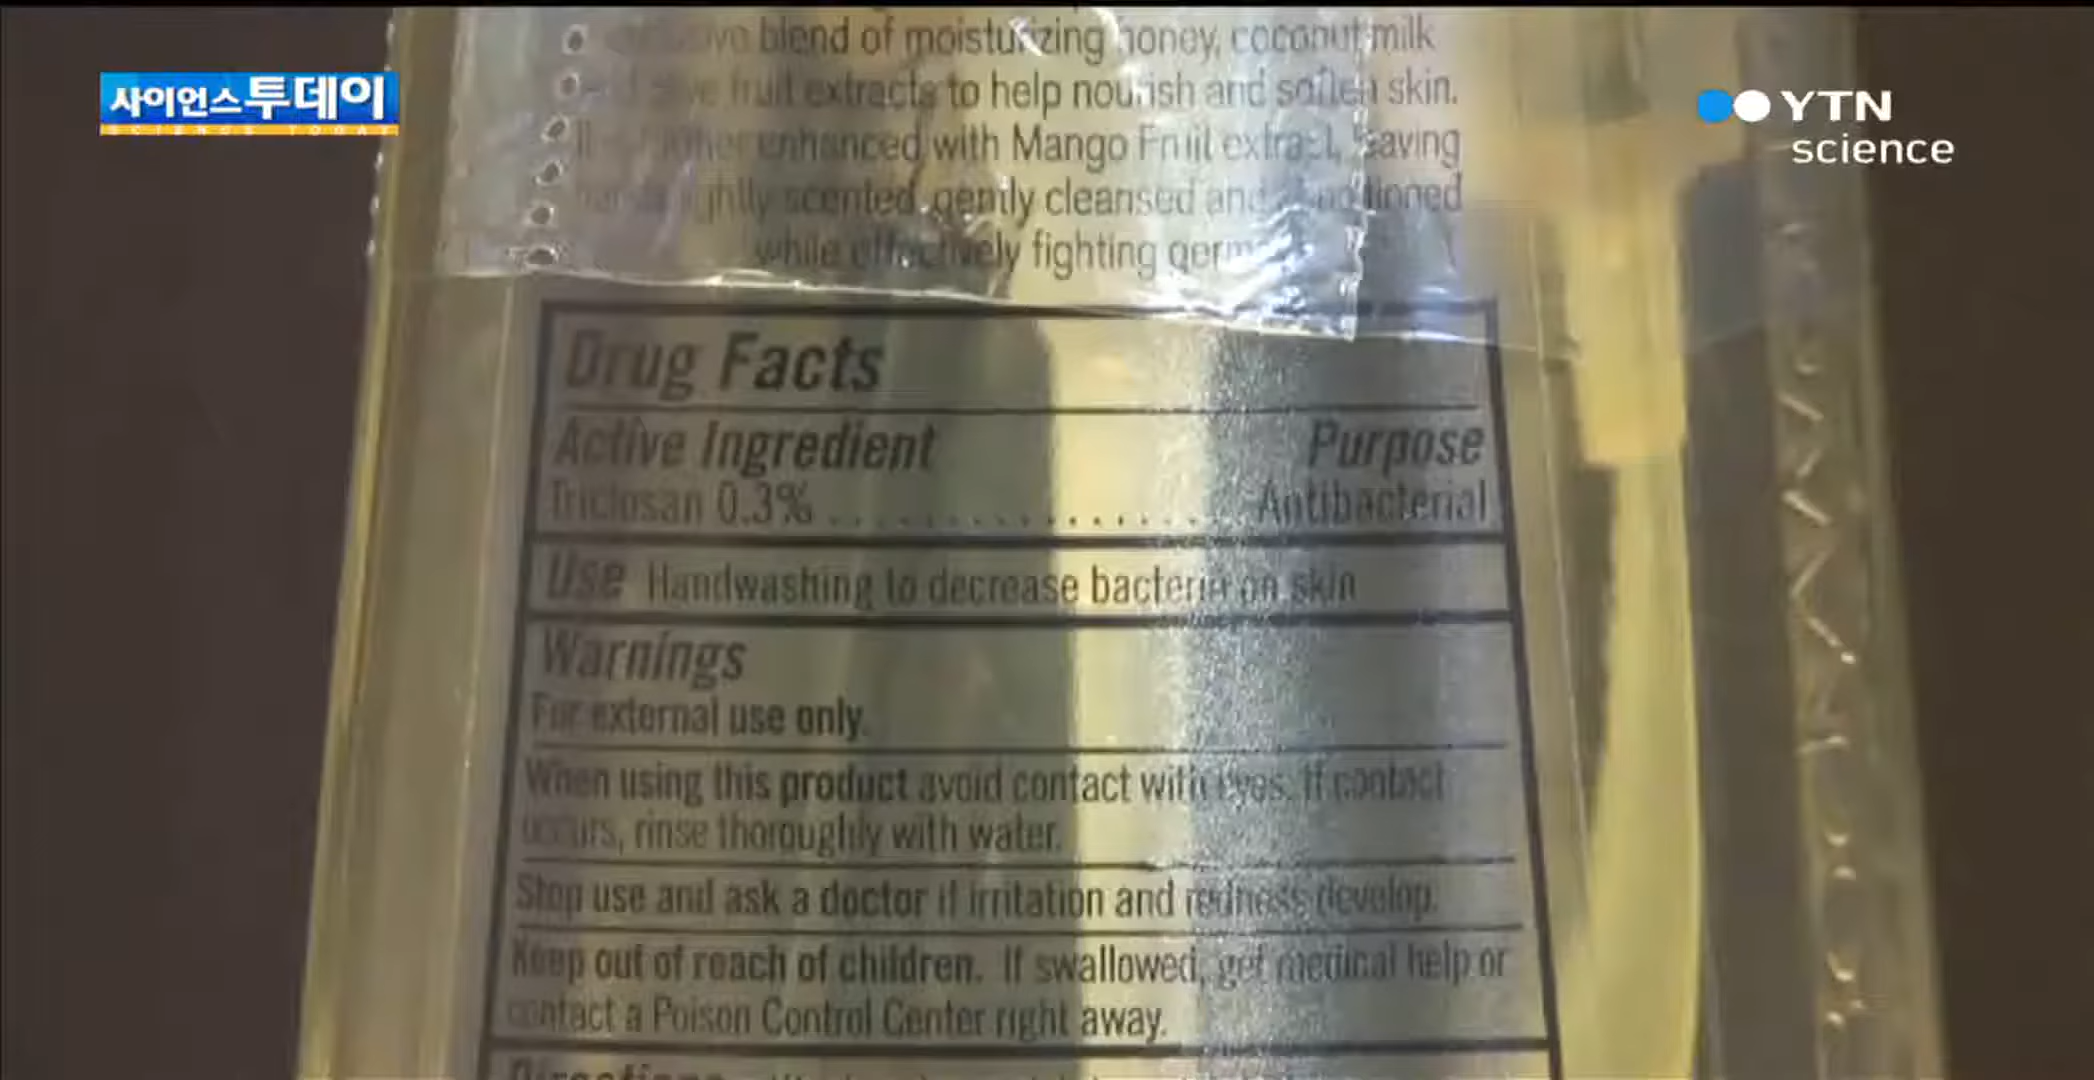 blend of moisturizing honey, coconut milk
사이언스 투데이
SCIENCE TODAY
YTN
science
fruit extracts to help nourish and soften skin.
enhanced with Mango Fruit extract, leaving
scented, gently cleansed and
while effectively fighting
Drug Facts
Active Ingredient Purpose
Triclosan 0.3% .................... Antibacterial
Use Handwashing to decrease bacteria on skin
Warnings
For external use only.
When using this product avoid contact with eyes. If contact
occurs, rinse thoroughly with water.
Stop use and ask a doctor if irritation and redness develop.
Keep out of reach of children. If swallowed, get medical help or
contact a Poison Control Center right away.
Directions